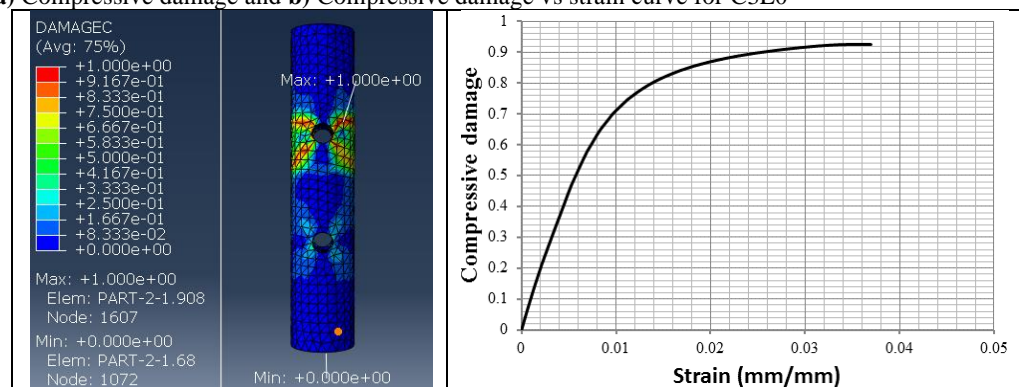 a) Compressive damage and b) Compressive damage vs strain curve for C3L0
DAMAGEC
(Avg: 75%)
+1.000e+00
+9.167e-01
+8.333e-01
+7.500e-01
+6.667e-01
+5.833e-01
+5.000e-01
+4.167e-01
+3.333e-01
+2.500e-01
+1.667e-01
+8.333e-02
+0.000e+00
Max: +1.000e+00
Elem: PART-2-1.908
Node: 1607
Min: +0.000e+00
Elem: PART-2-1.68
Node: 1072
Max: +1.000e+00
Min: +0.000e+00
Compressive damage
1
0.9
0.8
0.7
0.6
0.5
0.4
0.3
0.2
0.1
0
0
0.01
0.02
0.03
0.04
0.05
Strain (mm/mm)